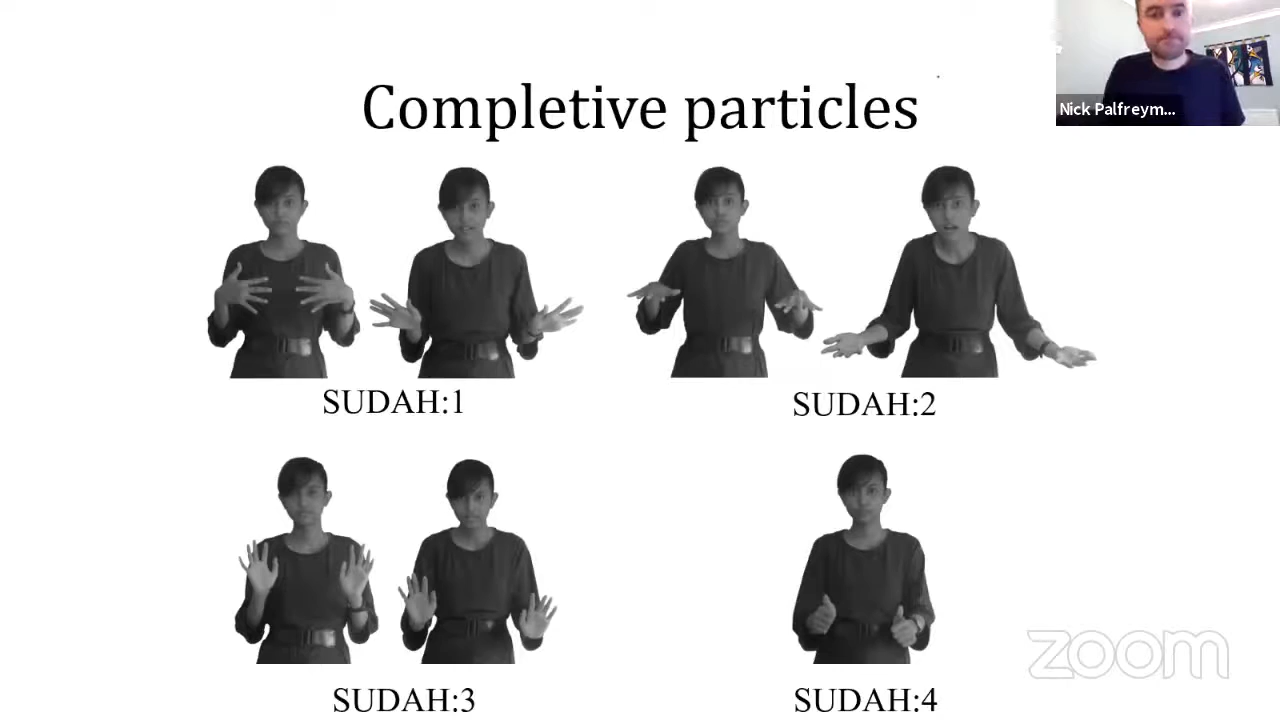 Completive particles
Nick Palfreym...
SUDAH:1
SUDAH:2
SUDAH:3
SUDAH:4
zoom